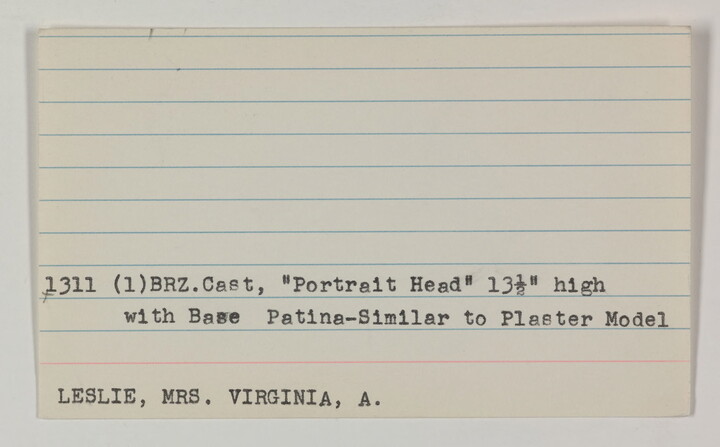 1311 (1)BRZ.Cast, "Portrait Head" 13½" high
with Base Patina-Similar to Plaster Model
LESLIE, MRS. VIRGINIA, A.